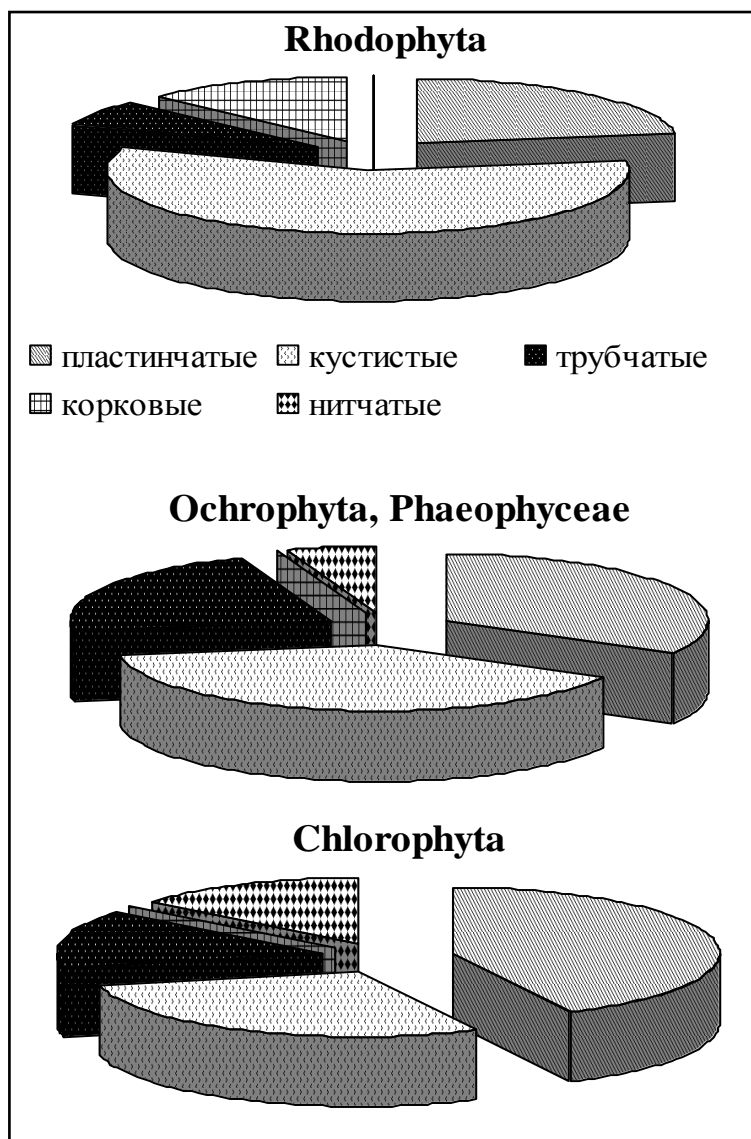 Rhodophyta
пластинчатые кустистые трубчатые
корковые нитчатые
Ochrophyta, Phaeophyceae
Chlorophyta